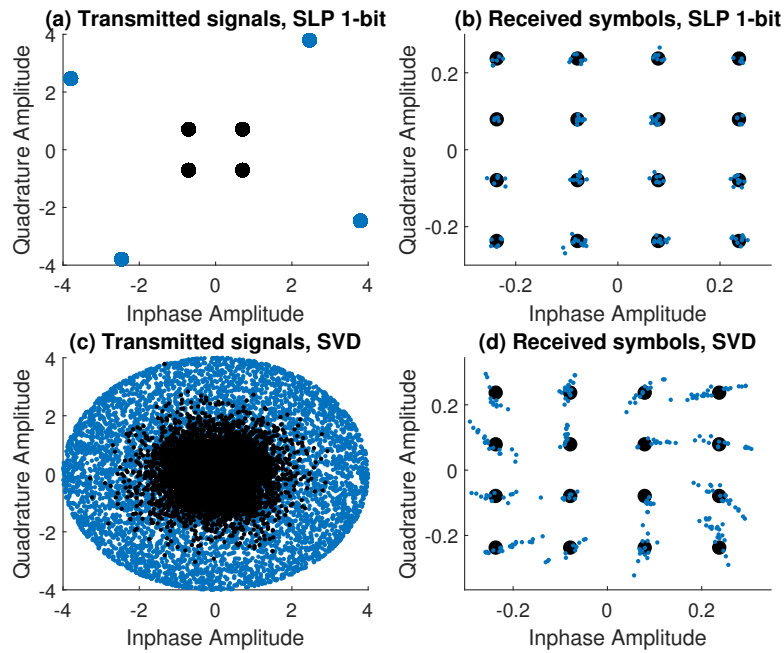 (a) Transmitted signals, SLP 1-bit
4
2
0
-2
-4
-4
-2
0
2
4
Quadrature Amplitude
Inphase Amplitude
(b) Received symbols, SLP 1-bit
0.2
0
-0.2
-0.2
0
0.2
Quadrature Amplitude
Inphase Amplitude
(c) Transmitted signals, SVD
4
2
0
-2
-4
-4
-2
0
2
4
Quadrature Amplitude
Inphase Amplitude
(d) Received symbols, SVD
0.2
0
-0.2
-0.2
0
0.2
Quadrature Amplitude
Inphase Amplitude